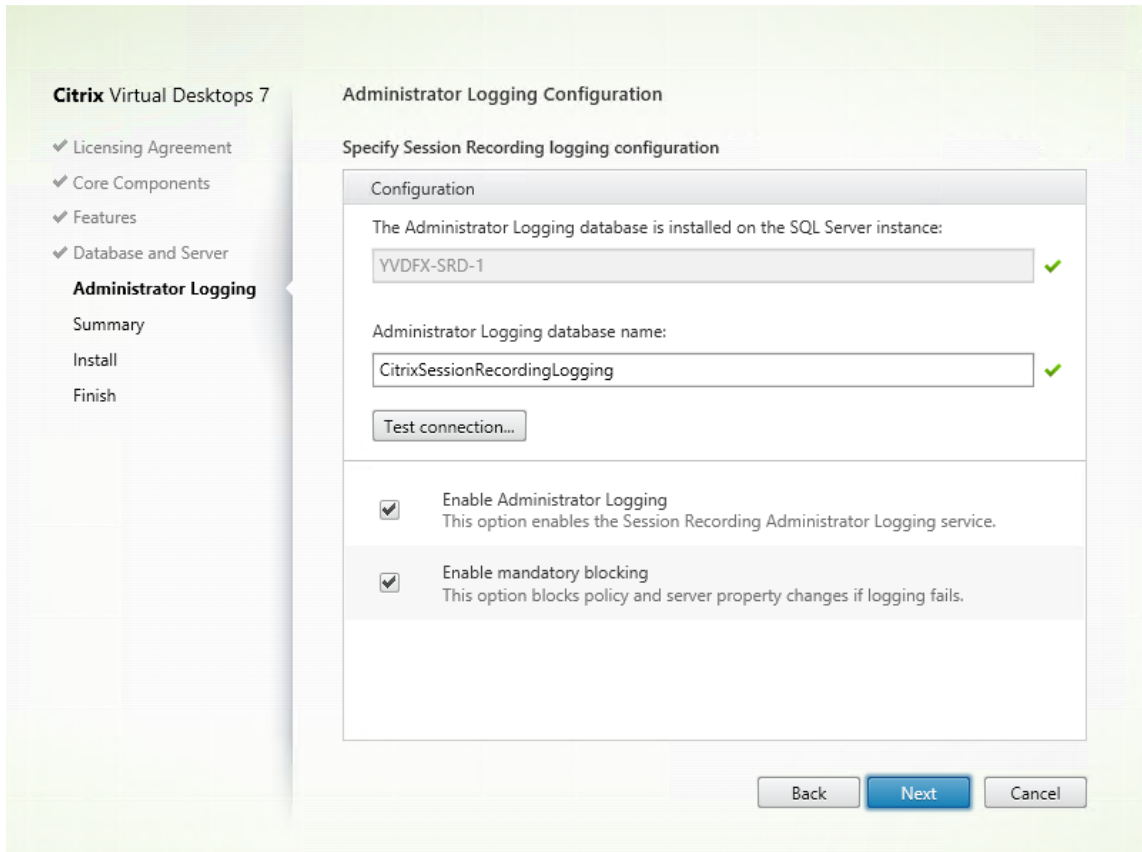 Citrix Virtual Desktops 7
Licensing Agreement
Core Components
Features
Database and Server
Administrator Logging
Summary
Install
Finish
Administrator Logging Configuration
Specify Session Recording logging configuration
Configuration
The Administrator Logging database is installed on the SQL Server instance:
YVDFX-SRD-1
Administrator Logging database name:
CitrixSessionRecordingLogging
Test connection...
Enable Administrator Logging
This option enables the Session Recording Administrator Logging service.
Enable mandatory blocking
This option blocks policy and server property changes if logging fails.
Back Next Cancel